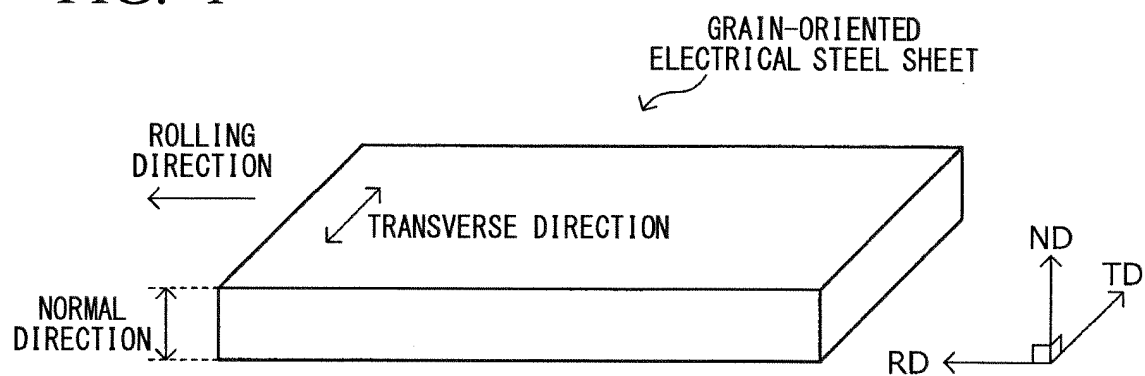 GRAIN-ORIENTED
ELECTRICAL STEEL SHEET
ROLLING
DIRECTION
TRANSVERSE DIRECTION
NORMAL
DIRECTION
ND
TD
RD